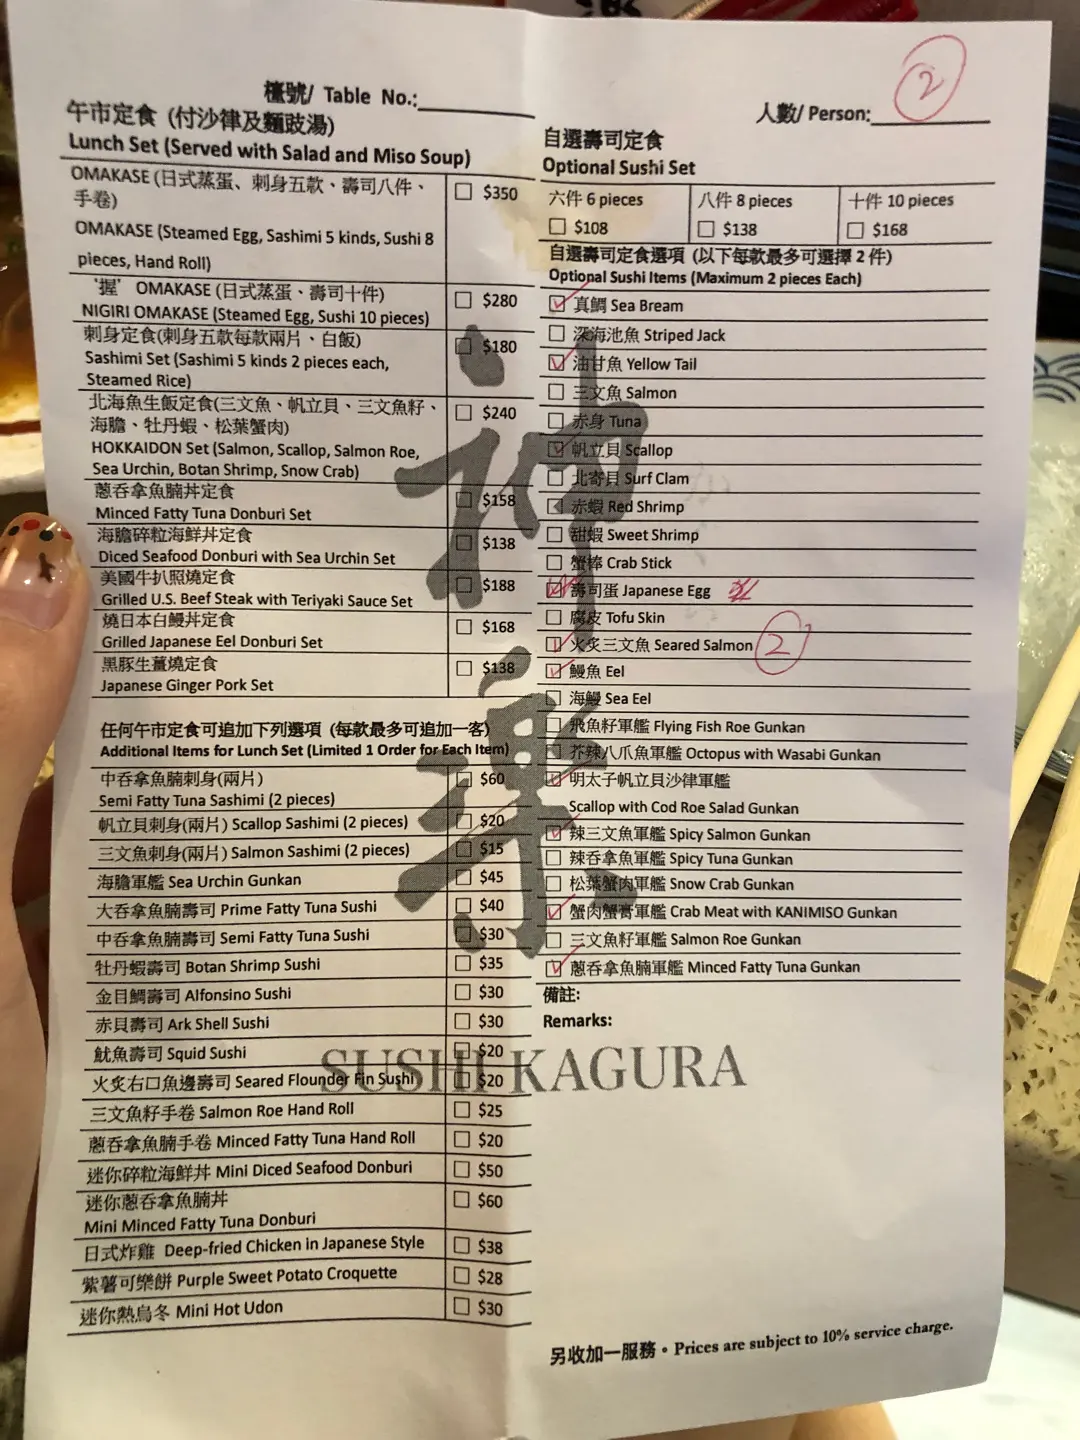 檯號/ Table No.:
人數/ Person: 2
午市定食 (付沙律及麵豉湯)
Lunch Set (Served with Salad and Miso Soup)
OMAKASE (日式蒸蛋、刺身五款、壽司八件、 $350
手卷)
OMAKASE (Steamed Egg, Sashimi 5 kinds, Sushi 8
pieces, Hand Roll)
‘握’ OMAKASE (日式蒸蛋、壽司十件) $280
NIGIRI OMAKASE (Steamed Egg, Sushi 10 pieces)
刺身定食(刺身五款每款兩片、白飯) $180
Sashimi Set (Sashimi 5 kinds 2 pieces each,
Steamed Rice)
北海魚生飯定食(三文魚、帆立貝、三文魚籽、 $240
海膽、牡丹蝦、松葉蟹肉)
HOKKAIDON Set (Salmon, Scallop, Salmon Roe,
Sea Urchin, Botan Shrimp, Snow Crab)
蔥吞拿魚腩丼定食 $158
Minced Fatty Tuna Donburi Set
海膽碎粒海鮮丼定食 $138
Diced Seafood Donburi with Sea Urchin Set
美國牛扒照燒定食 $188
Grilled U.S. Beef Steak with Teriyaki Sauce Set
燒日本白鰻丼定食 $168
Grilled Japanese Eel Donburi Set
黑豚生薑燒定食 $138
Japanese Ginger Pork Set
任何午市定食可追加下列選項 (每款最多可追加一客)
Additional Items for Lunch Set (Limited 1 Order for Each Item)
中吞拿魚腩刺身(兩片) $60
Semi Fatty Tuna Sashimi (2 pieces)
帆立貝刺身(兩片) Scallop Sashimi (2 pieces) $20
三文魚刺身(兩片) Salmon Sashimi (2 pieces) $15
海膽軍艦 Sea Urchin Gunkan $45
大吞拿魚腩壽司 Prime Fatty Tuna Sushi $40
中吞拿魚腩壽司 Semi Fatty Tuna Sushi $30
牡丹蝦壽司 Botan Shrimp Sushi $35
金目鯛壽司 Alfonsino Sushi $30
赤貝壽司 Ark Shell Sushi $30
魷魚壽司 Squid Sushi $20
火炙右口魚邊壽司 Seared Flounder Fin Sushi $20
三文魚籽手卷 Salmon Roe Hand Roll $25
蔥吞拿魚腩手卷 Minced Fatty Tuna Hand Roll $20
迷你碎粒海鮮丼 Mini Diced Seafood Donburi $50
迷你蔥吞拿魚腩丼 $60
Mini Minced Fatty Tuna Donburi
日式炸雞 Deep-fried Chicken in Japanese Style $38
紫薯可樂餅 Purple Sweet Potato Croquette $28
迷你熱烏冬 Mini Hot Udon $30
自選壽司定食
Optional Sushi Set
六件 6 pieces 八件 8 pieces 十件 10 pieces
$108 $138 $168
自選壽司定食選項 (以下每款最多可選擇 2 件)
Optional Sushi Items (Maximum 2 pieces Each)
真鯛 Sea Bream
深海池魚 Striped Jack
油甘魚 Yellow Tail
三文魚 Salmon
赤身 Tuna
帆立貝 Scallop
北寄貝 Surf Clam
赤蝦 Red Shrimp
甜蝦 Sweet Shrimp
蟹棒 Crab Stick
壽司蛋 Japanese Egg
腐皮 Tofu Skin
火炙三文魚 Seared Salmon 2
鰻魚 Eel
海鰻 Sea Eel
飛魚籽軍艦 Flying Fish Roe Gunkan
芥辣八爪魚軍艦 Octopus with Wasabi Gunkan
明太子帆立貝沙律軍艦
Scallop with Cod Roe Salad Gunkan
辣三文魚軍艦 Spicy Salmon Gunkan
辣吞拿魚軍艦 Spicy Tuna Gunkan
松葉蟹肉軍艦 Snow Crab Gunkan
蟹肉蟹膏軍艦 Crab Meat with KANIMISO Gunkan
三文魚籽軍艦 Salmon Roe Gunkan
蔥吞拿魚腩軍艦 Minced Fatty Tuna Gunkan
備註:
Remarks:
神楽
SUSHI KAGURA
另收加一服務。Prices are subject to 10% service charge.